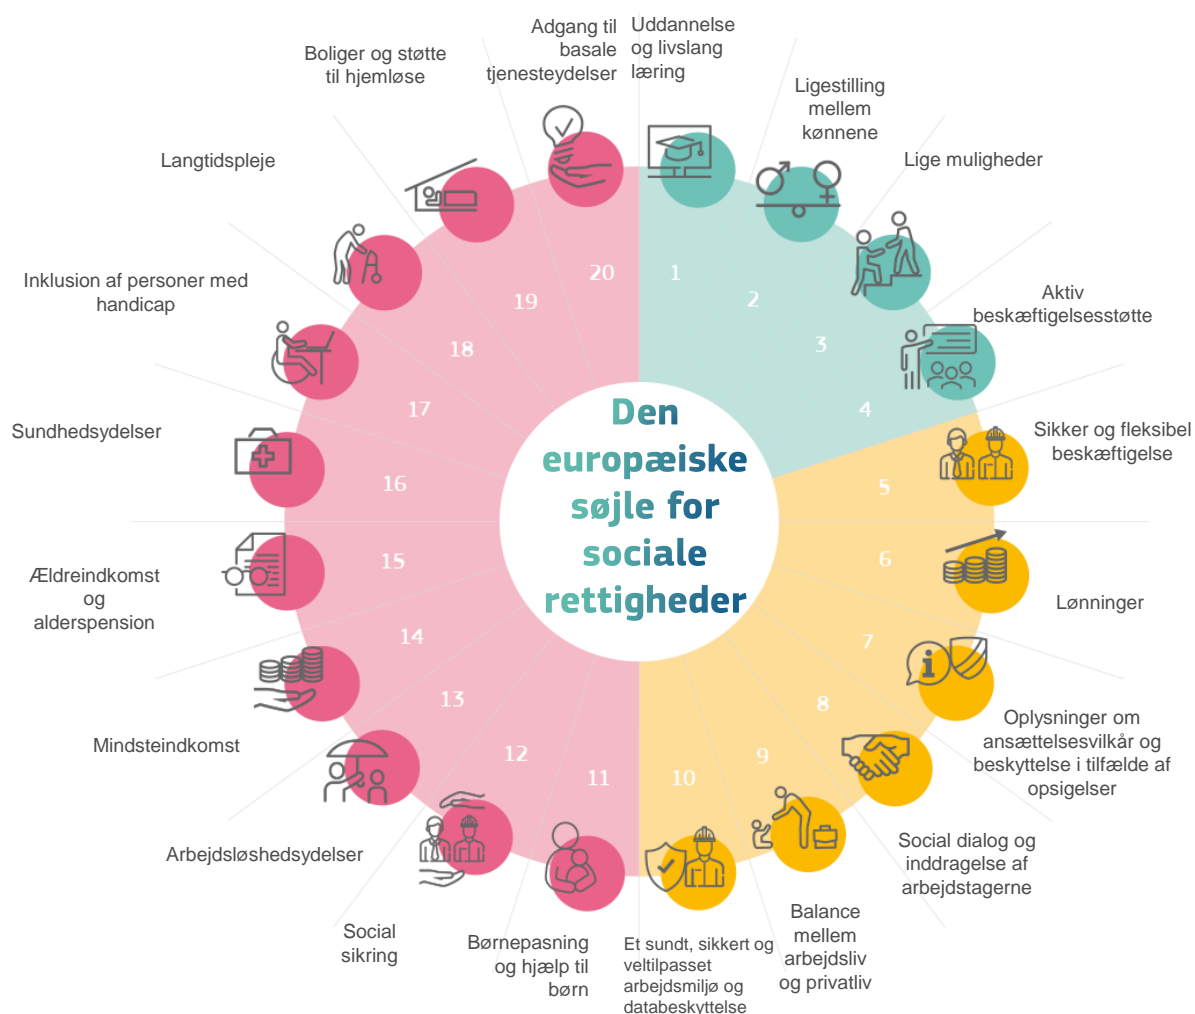 Uddannelse
og livslang
læring
Ligestilling
mellem
kønnene
Lige muligheder
Aktiv
beskæftigelsesstøtte
Sikker og fleksibel
beskæftigelse
Lønninger
Oplysninger om
ansættelsesvilkår og
beskyttelse i tilfælde af
opsigelser
Social dialog og
inddragelse af
arbejdstagerne
Balance
mellem
arbejdsliv
og privatliv
Et sundt, sikkert og
veltilpasset
arbejdsmiljø og
databeskyttelse
Børnepasning
og hjælp til
børn
Social
sikring
Arbejdsløshedsydelser
Mindsteindkomst
Ældreindkomst
og
alderspension
Sundhedsydelser
Inklusion af personer med
handicap
Langtidspleje
Boliger og støtte
til hjemløse
Adgang til
basale
tjenesteydelser
1
2
3
4
5
6
7
8
9
10
11
12
13
14
15
16
17
18
19
20
Den
europæiske
søjle for
sociale
rettigheder
i